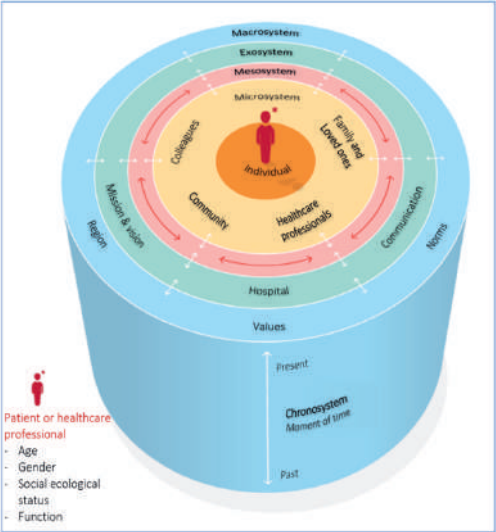 Macrosystem
Exosystem
Mesosystem
Microsystem
Colleagues
Family and
Loved ones
Individual
Community
Healthcare
professionals
Mission & vision
Communication
Region
Norms
Hospital
Values
Present
Chronosystem
Moment of time
Past
Patient or healthcare
professional
- Age
- Gender
- Social ecological
status
- Function